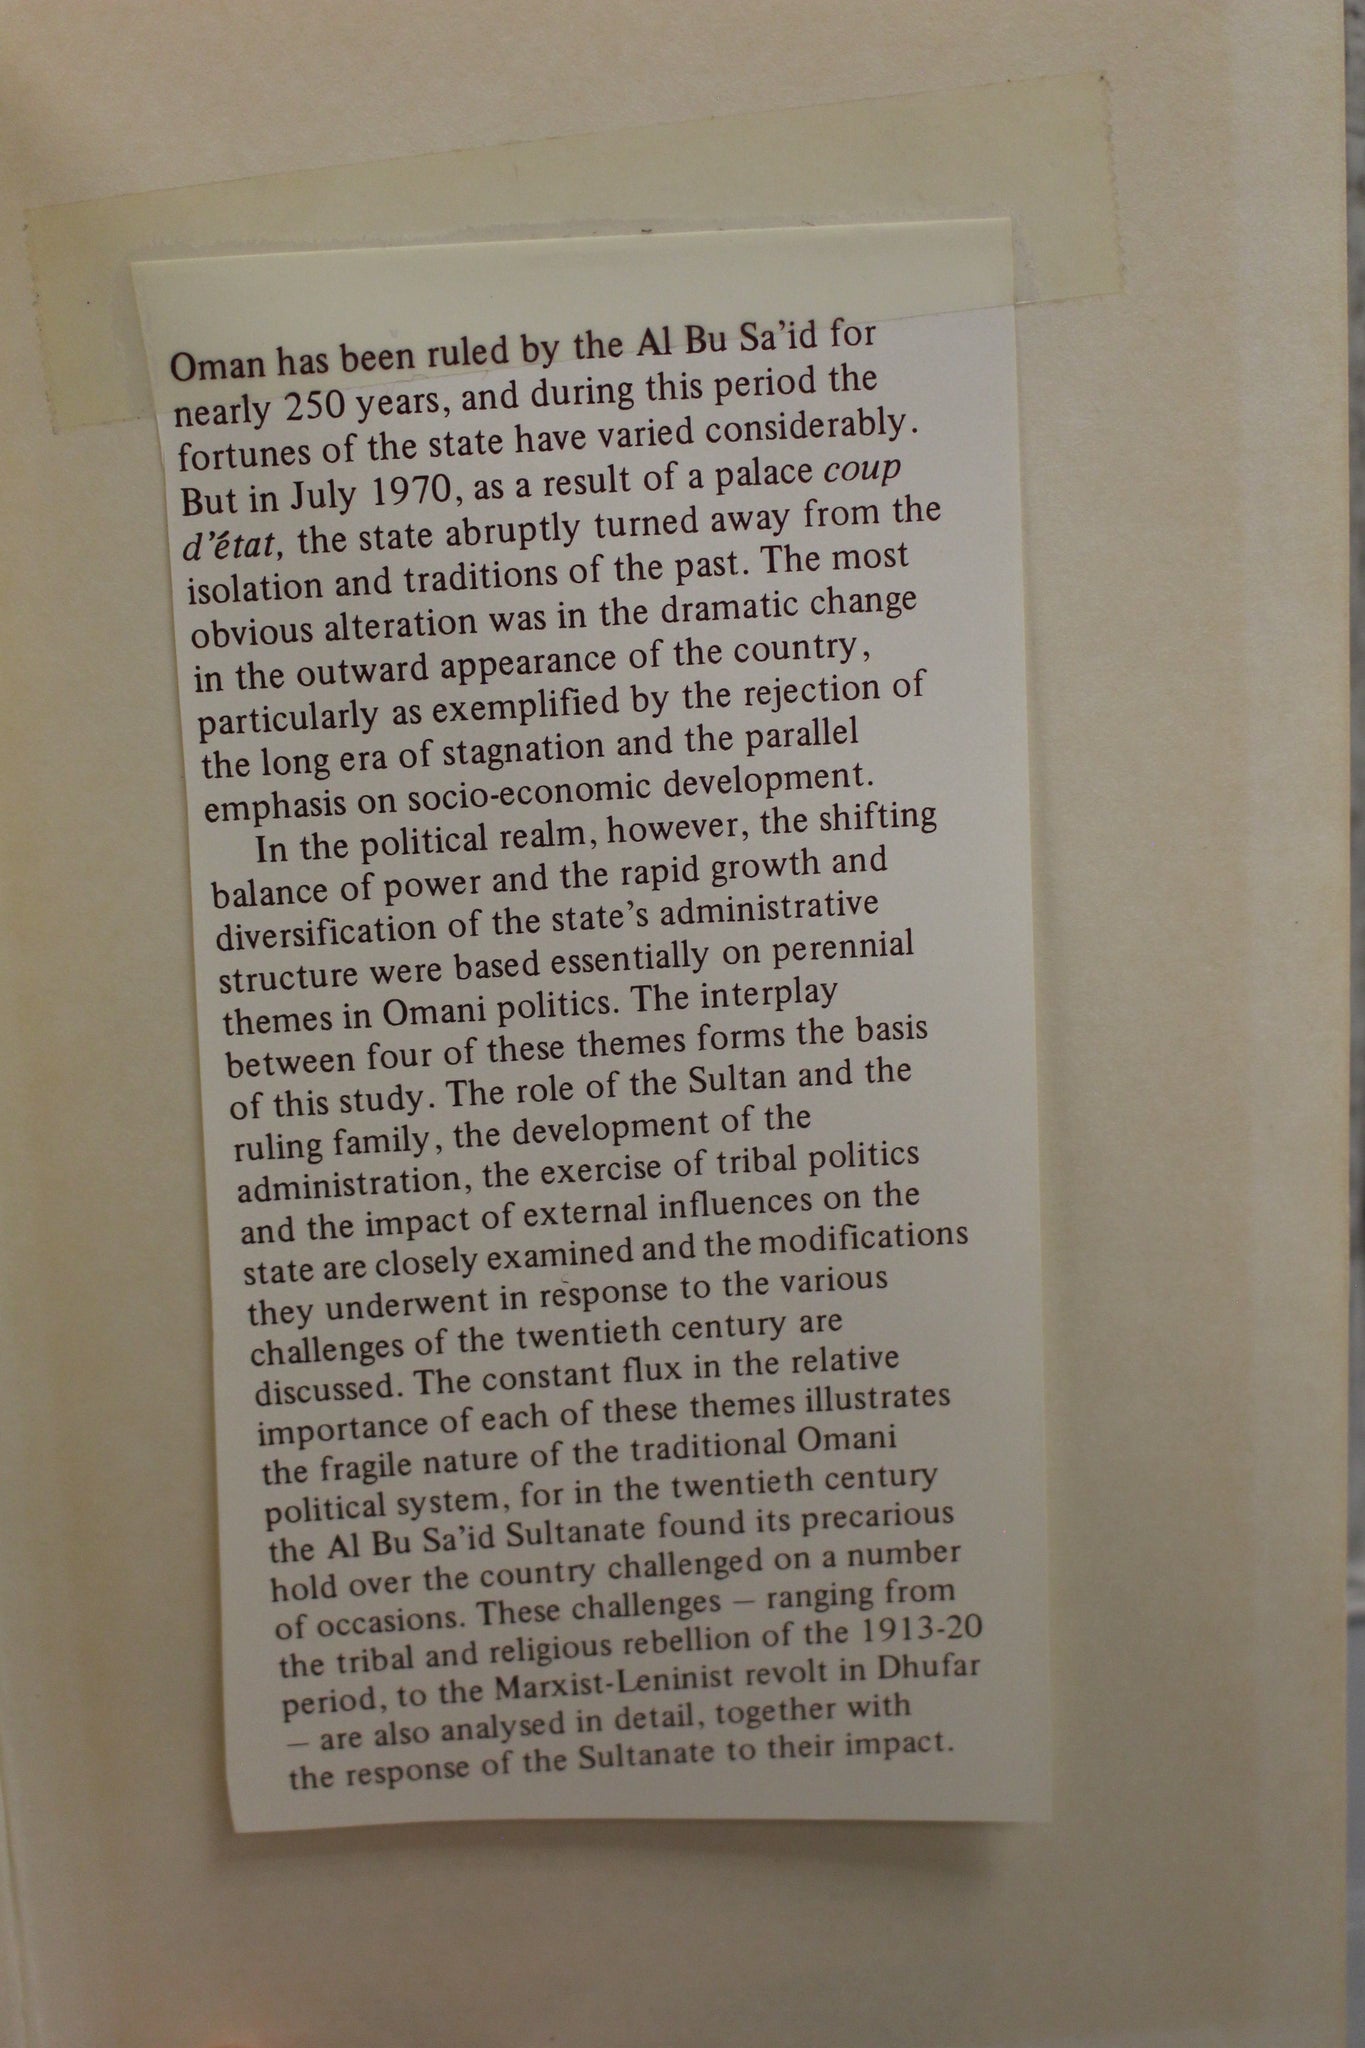 Oman has been ruled by the Al Bu Sa'id for
nearly 250 years, and during this period the
fortunes of the state have varied considerably.
But in July 1970, as a result of a palace coup
d'état, the state abruptly turned away from the
isolation and traditions of the past. The most
obvious alteration was in the dramatic change
in the outward appearance of the country,
particularly as exemplified by the rejection of
the long era of stagnation and the parallel
emphasis on socio-economic development.
In the political realm, however, the shifting
balance of power and the rapid growth and
diversification of the state's administrative
structure were based essentially on perennial
themes in Omani politics. The interplay
between four of these themes forms the basis
of this study. The role of the Sultan and the
ruling family, the development of the
administration, the exercise of tribal politics
and the impact of external influences on the
state are closely examined and the modifications
they underwent in response to the various
challenges of the twentieth century are
discussed. The constant flux in the relative
importance of each of these themes illustrates
the fragile nature of the traditional Omani
political system, for in the twentieth century
the Al Bu Sa'id Sultanate found its precarious
hold over the country challenged on a number
of occasions. These challenges — ranging from
the tribal and religious rebellion of the 1913-20
period, to the Marxist-Leninist revolt in Dhufar
— are also analysed in detail, together with
the response of the Sultanate to their impact.